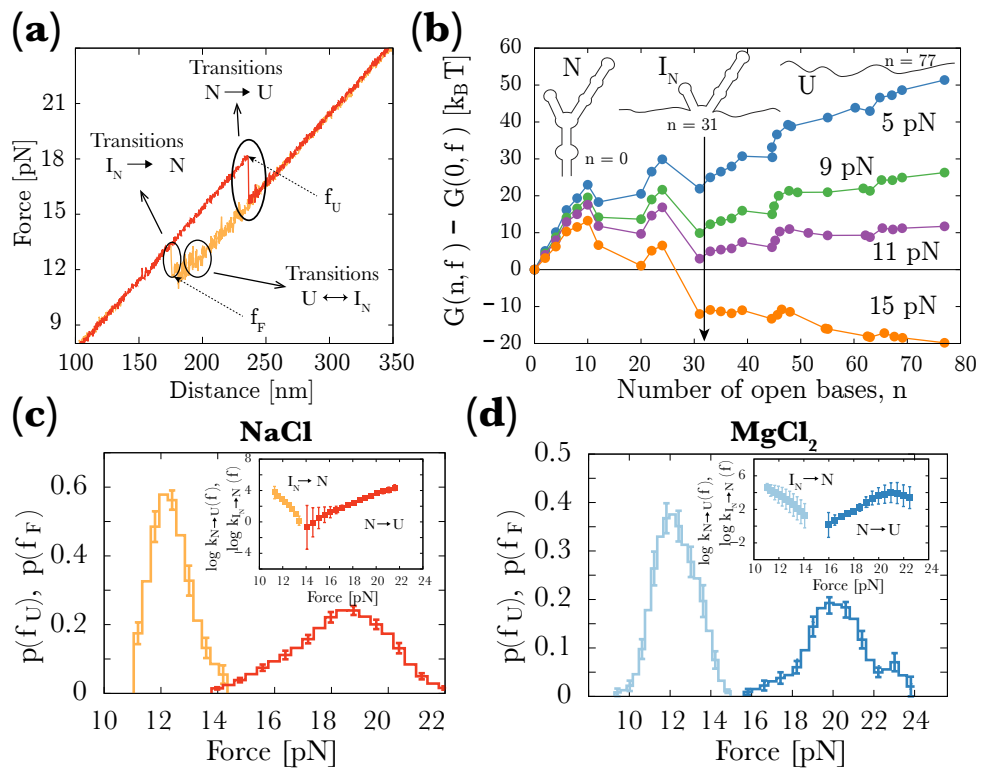 (a)
Force [pN]
21
18
15
12
9
100 150 200 250 300 350
Distance [nm]
Transitions
N → U
Transitions
I_N → N
f_U
Transitions
U ↔ I_N
f_F
(b)
G(n, f) − G(0, f) [k_BT]
60
50
40
30
20
10
0
− 10
− 20
0 10 20 30 40 50 60 70 80
Number of open bases, n
N
n = 0
I_N
n = 31
U
n = 77
5 pN
9 pN
11 pN
15 pN
(c)
NaCl
p(f_U), p(f_F)
0.6
0.4
0.2
0
10 12 14 16 18 20 22
Force [pN]
log k_N→U(f),
log k_I→N (f)
8
4
0
-4
I_N → N
N → U
10 12 14 16 18 20 22 24
Force [pN]
(d)
MgCl₂
p(f_U), p(f_F)
0.5
0.4
0.3
0.2
0.1
0
10 12 14 16 18 20 22 24
Force [pN]
log k_N→U(f),
log k_I→N (f)
6
2
-2
I_N → N
N → U
10 12 14 16 18 20 22 24
Force [pN]